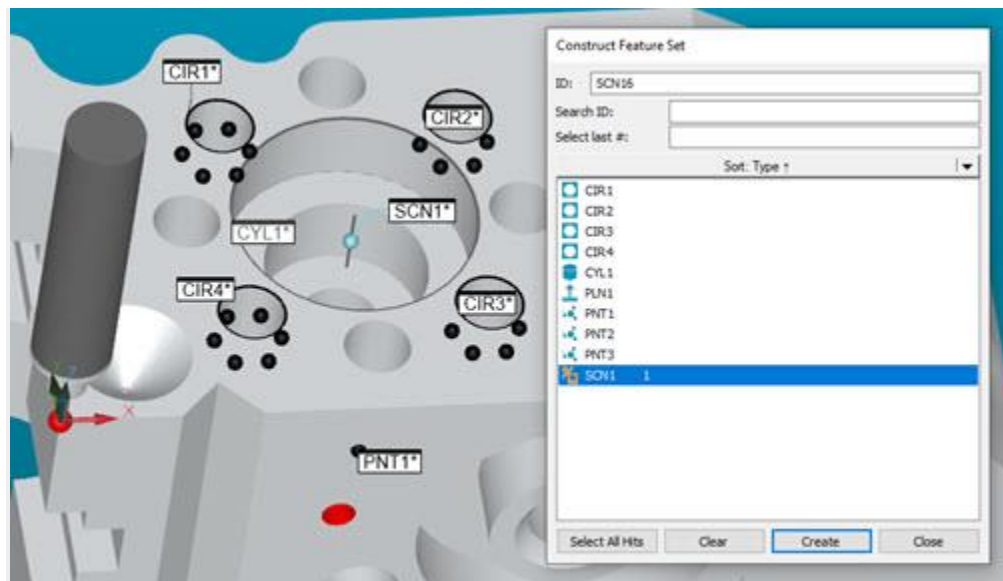 CIR1*
CIR2*
SCN1*
CYL1*
CIR4*
CIR3*
X
PNT1*
Construct Feature Set
ID: SCN16
Search ID:
Select last #:
Sort: Type ↑
CIR1
CIR2
CIR3
CIR4
CYL1
PLN1
PNT1
PNT2
PNT3
SCN1 1
Select All Hits Clear Create Close